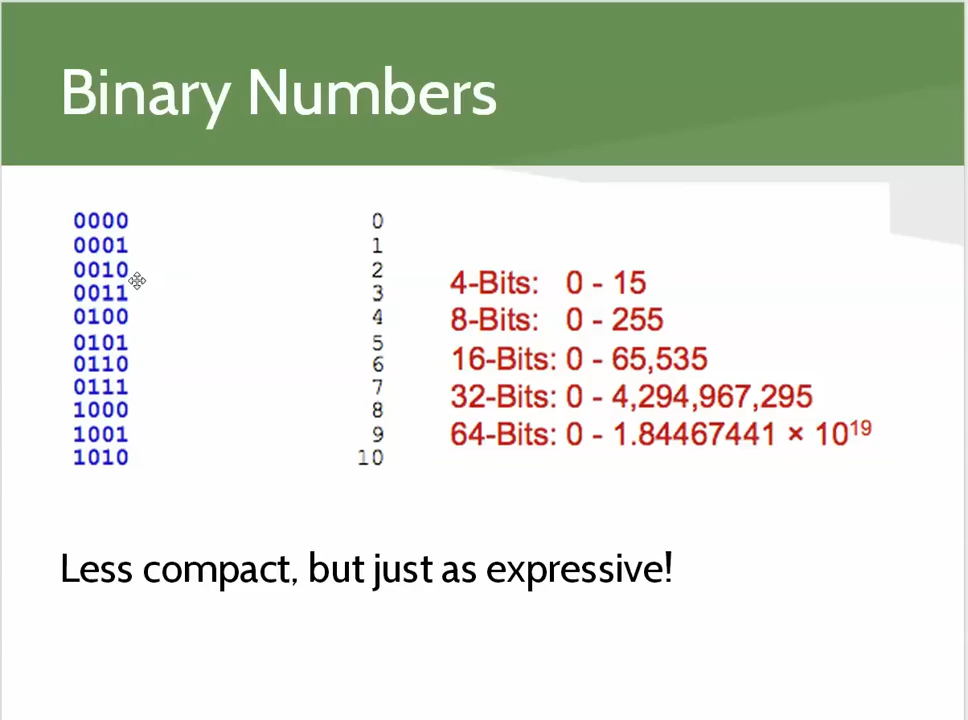 Binary Numbers
0000 0
0001 1
0010 2
0011 3
0100 4
0101 5
0110 6
0111 7
1000 8
1001 9
1010 10
4-Bits: 0 - 15
8-Bits: 0 - 255
16-Bits: 0 - 65,535
32-Bits: 0 - 4,294,967,295
64-Bits: 0 - 1.84467441 × 10¹⁹
Less compact, but just as expressive!